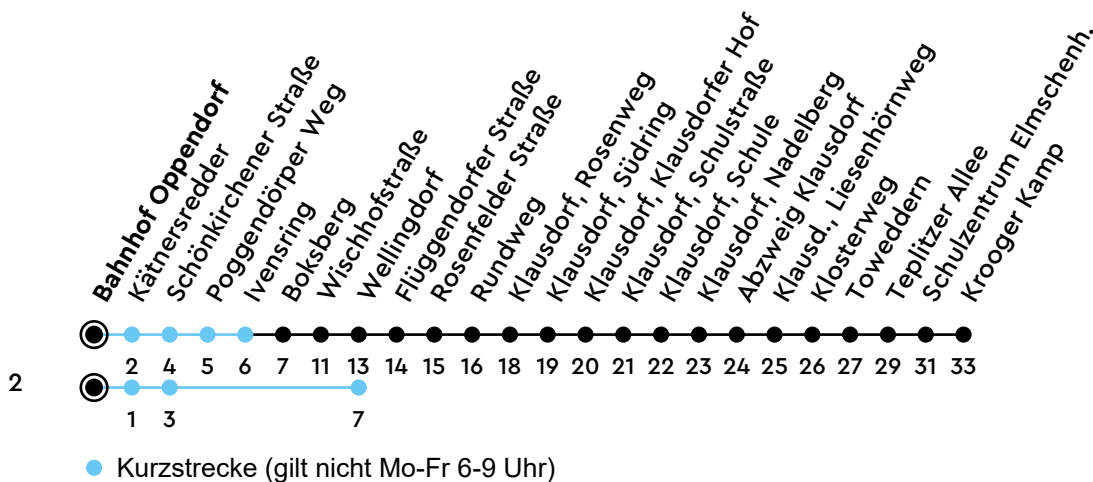 Bahnhof Oppendorf
Kätnersredder
Schönkirchener Straße
Poggendörper Weg
Ivensring
Boksberg
Wischhofstraße
Wellingdorf
Flüggendorfer Straße
Rosenfelder Straße
Rundweg
Klausdorf, Rosenweg
Klausdorf, Südring
Klausdorf, Klausdorfer Hof
Klausdorf, Schulstraße
Klausdorf, Schule
Klausdorf, Nadelberg
Abzweig Klausdorf
Klausd., Liesenhörnweg
Klosterweg
Toweddern
Teplitzer Allee
Schulzentrum Elmschenh.
Krooger Kamp
2 4 5 6 7 11 13 14 15 16 18 19 20 21 22 23 24 25 26 27 29 31 33
2
1 3 7
Kurzstrecke (gilt nicht Mo-Fr 6-9 Uhr)